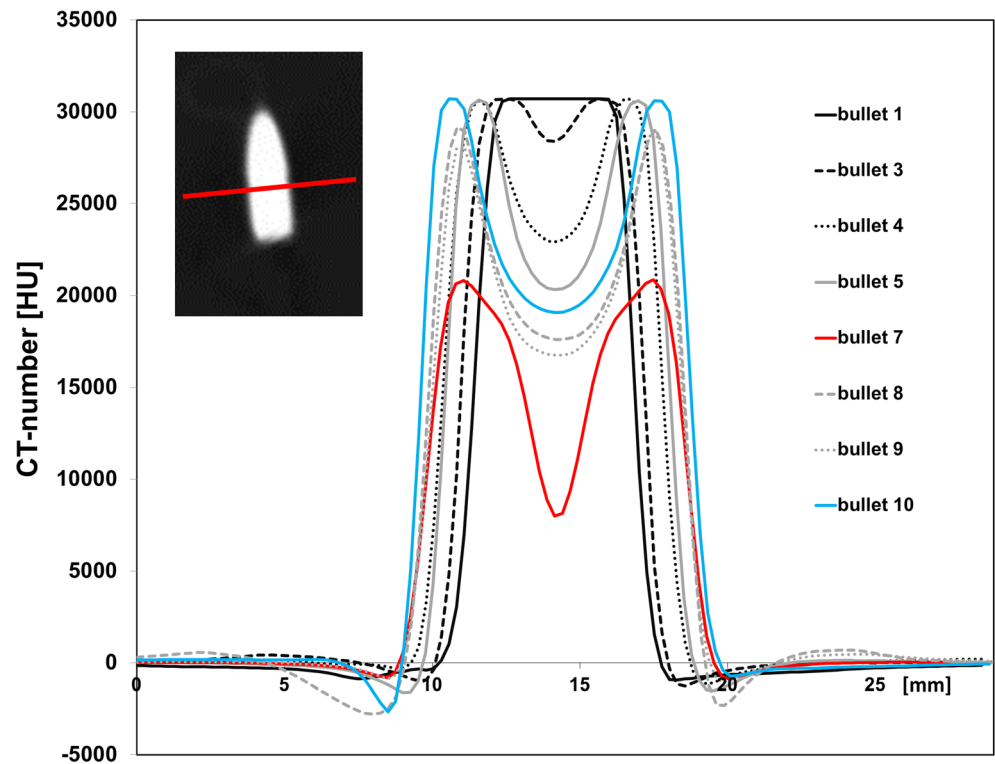 CT-number [HU]
35000
30000
25000
20000
15000
10000
5000
0
-5000
0 5 10 15 20 25 [mm]
bullet 1
bullet 3
bullet 4
bullet 5
bullet 7
bullet 8
bullet 9
bullet 10